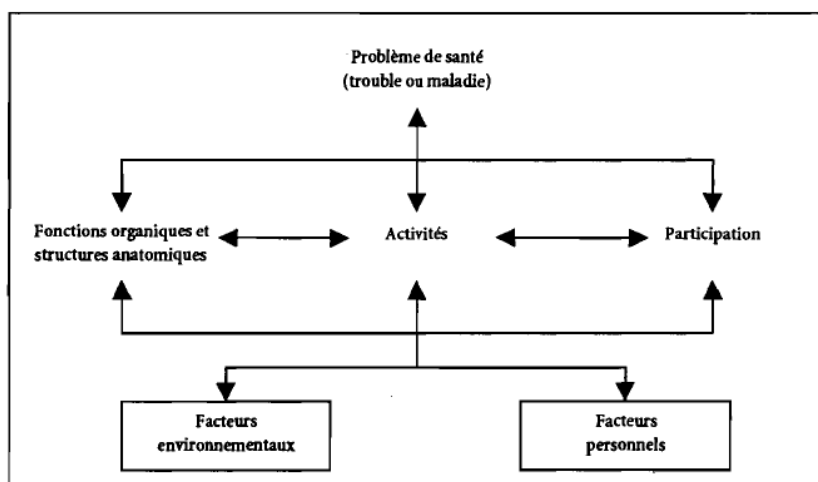 Problème de santé
(trouble ou maladie)
Fonctions organiques et
structures anatomiques
Activités
Participation
Facteurs
environnementaux
Facteurs
personnels